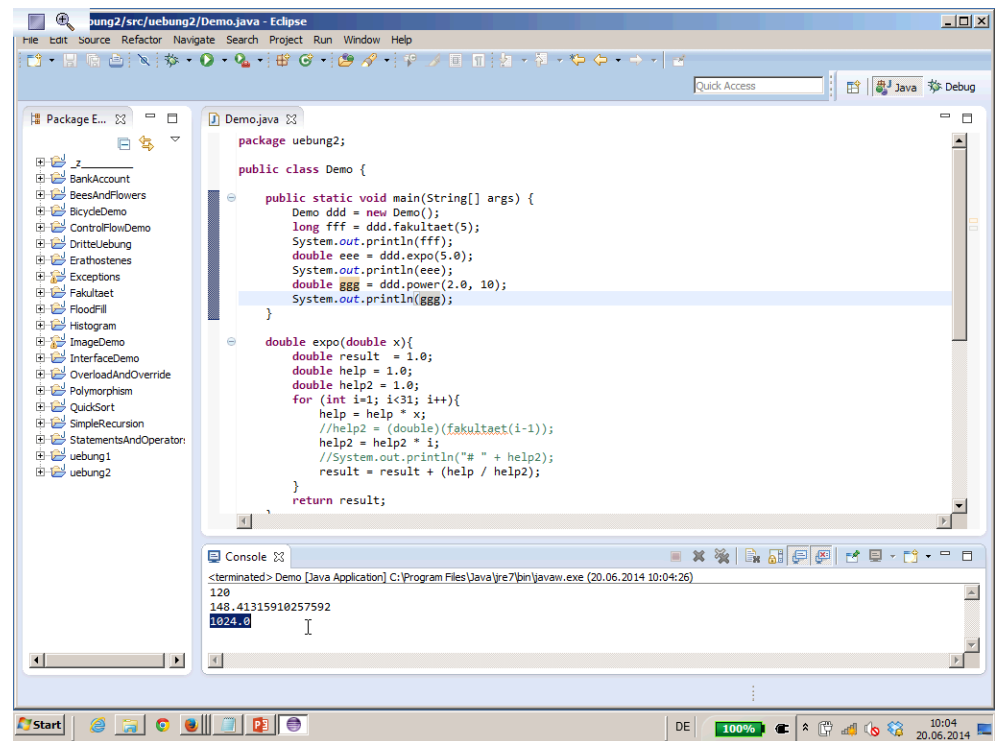 bung2/src/uebung2/Demo.java - Eclipse
File Edit Source Refactor Navigate Search Project Run Window Help
Quick Access
Java
Debug
Package E...
Demo.java
_z_________
BankAccount
BeesAndFlowers
BicycleDemo
ControlFlowDemo
DritteUebung
Erathostenes
Exceptions
Fakultaet
FloodFill
Histogram
ImageDemo
InterfaceDemo
OverloadAndOverride
Polymorphism
QuickSort
SimpleRecursion
StatementsAndOperator
uebung1
uebung2
package uebung2;
public class Demo {
public static void main(String[] args) {
Demo ddd = new Demo();
long fff = ddd.fakultaet(5);
System.out.println(fff);
double eee = ddd.expo(5.0);
System.out.println(eee);
double ggg = ddd.power(2.0, 10);
System.out.println(ggg);
}
double expo(double x){
double result  = 1.0;
double help = 1.0;
double help2 = 1.0;
for (int i=1; i<31; i++){
help = help * x;
//help2 = (double)(fakultaet(i-1));
help2 = help2 * i;
//System.out.println("# " + help2);
result = result + (help / help2);
}
return result;
Console
<terminated> Demo [Java Application] C:\Program Files\Java\jre7\bin\javaw.exe (20.06.2014 10:04:26)
120
148.41315910257592
1024.0
Start
DE
100%
10:04
20.06.2014